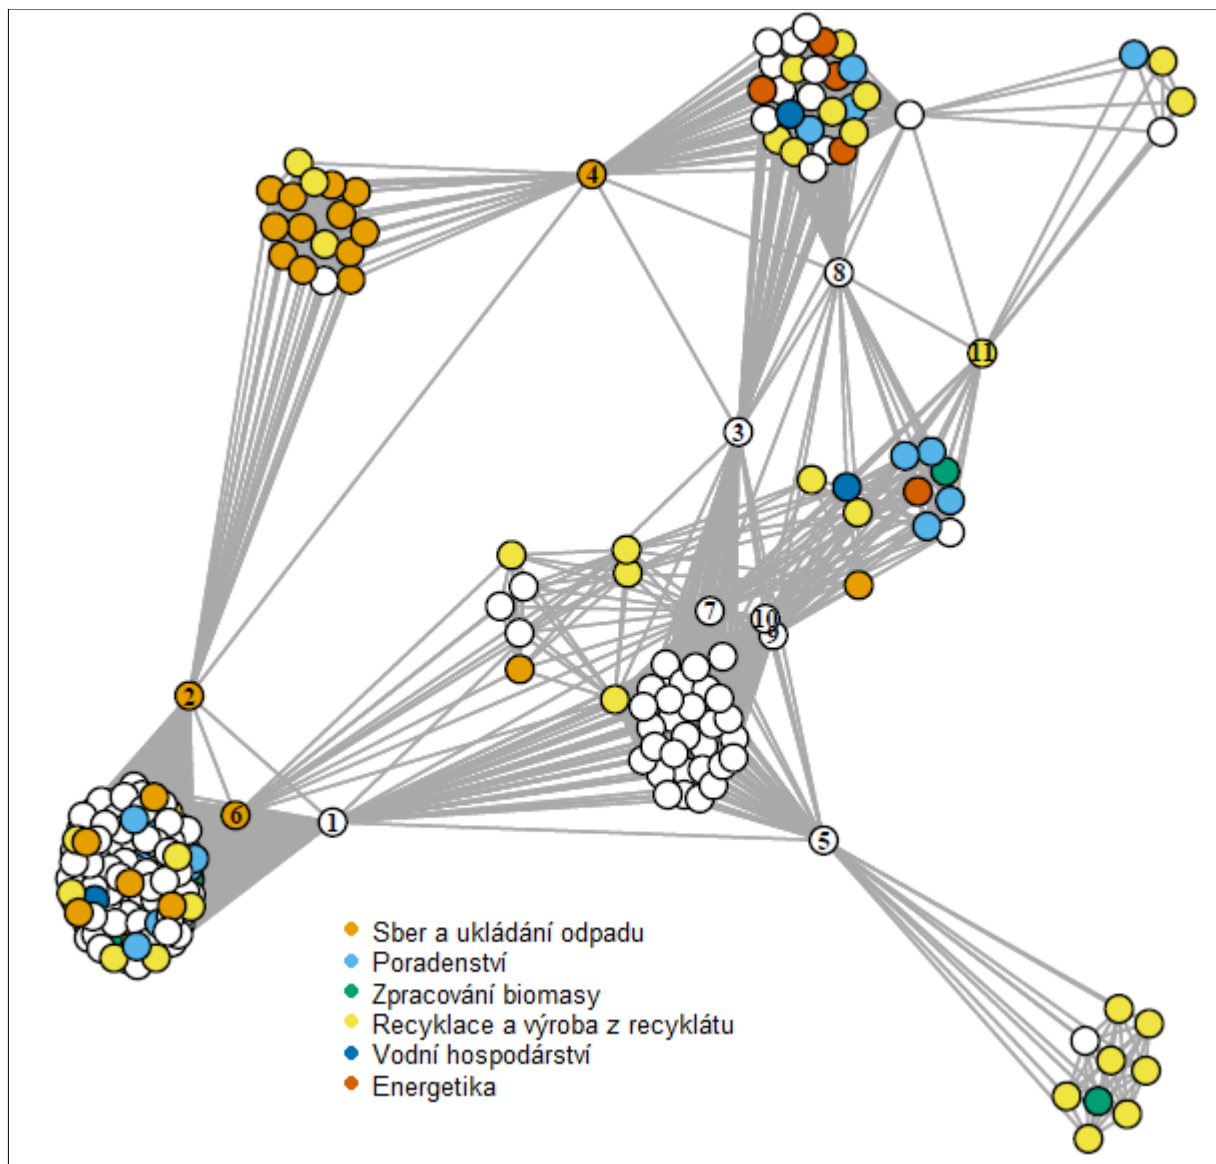 4
8
11
3
7
10
9
2
6
1
5
Sber a ukládání odpadu
Poradenství
Zpracování biomasy
Recyklace a výroba z recyklátu
Vodní hospodárství
Energetika